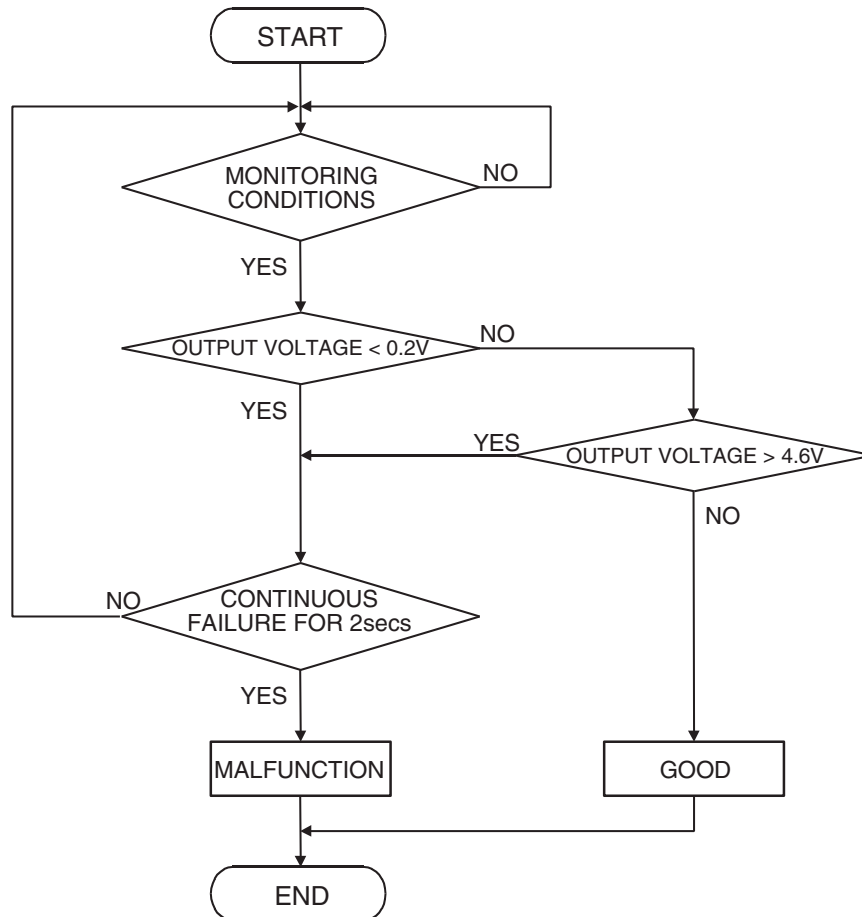 START
MONITORING
CONDITIONS
NO
YES
OUTPUT VOLTAGE < 0.2V
NO
YES
YES
OUTPUT VOLTAGE > 4.6V
NO
CONTINUOUS
FAILURE FOR 2secs
NO
YES
MALFUNCTION
GOOD
END